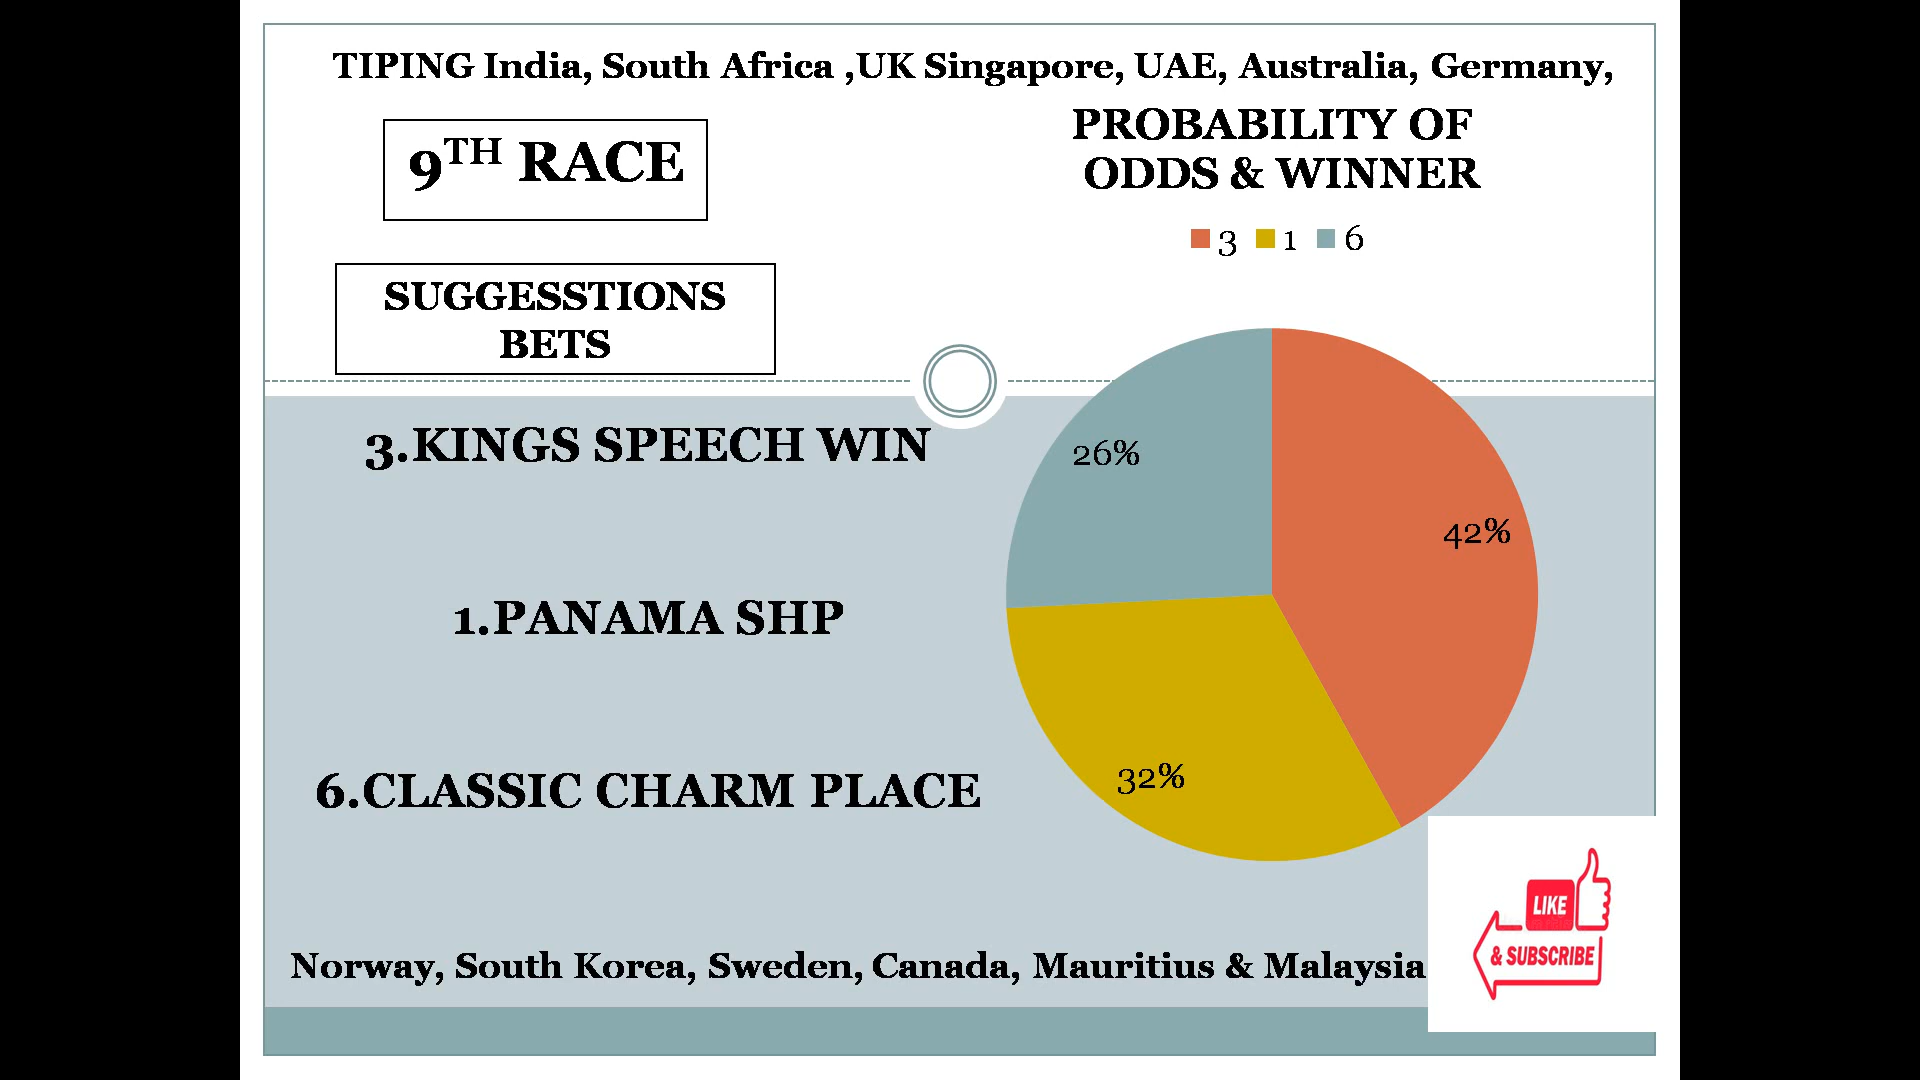 TIPING India, South Africa ,UK Singapore, UAE, Australia, Germany,
9TH RACE
PROBABILITY OF
ODDS & WINNER
3 1 6
SUGGESSTIONS
BETS
3.KINGS SPEECH WIN
26%
42%
1.PANAMA SHP
32%
6.CLASSIC CHARM PLACE
LIKE
& SUBSCRIBE
Norway, South Korea, Sweden, Canada, Mauritius & Malaysia